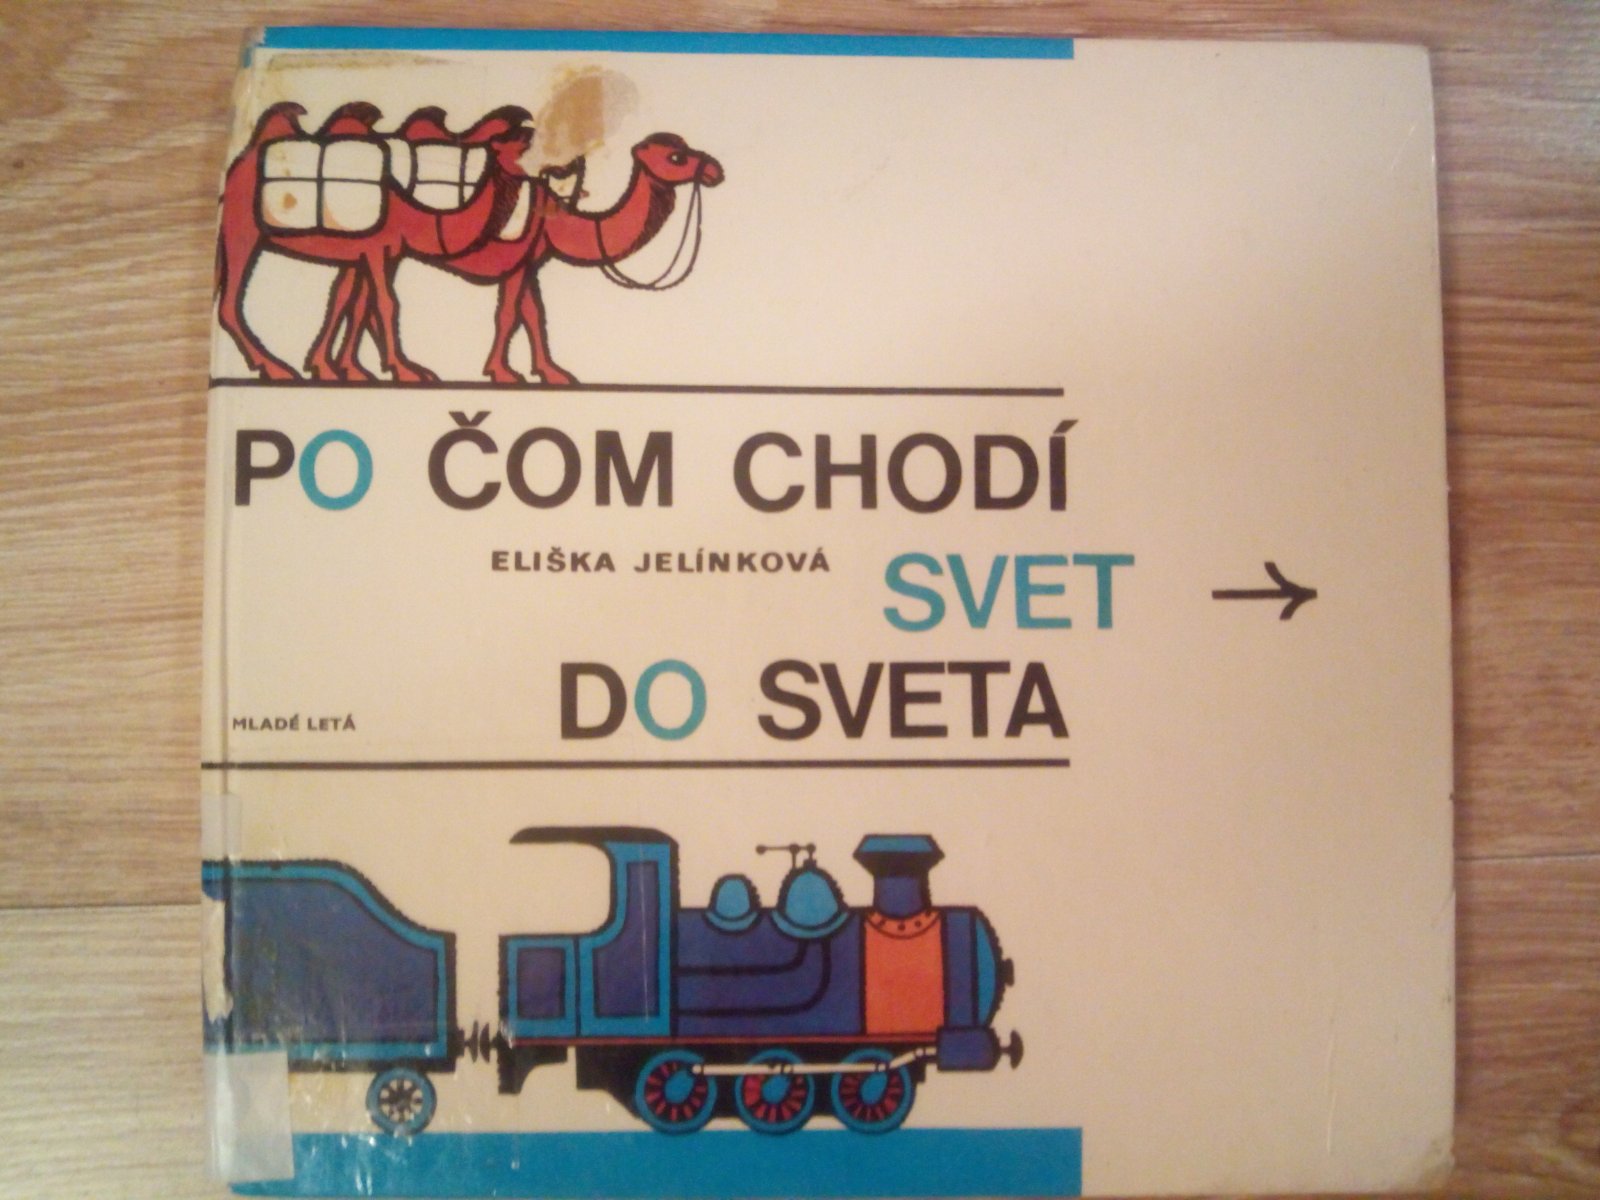 PO ČOM CHODÍ
ELIŠKA JELÍNKOVÁ
SVET →
DO SVETA
MLADÉ LETÁ